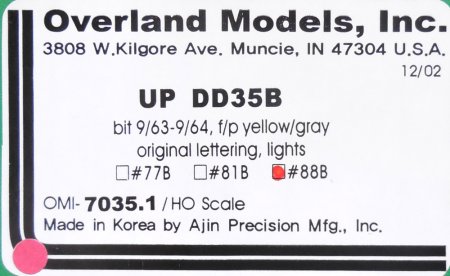 Overland Models, Inc.
3808 W.Kilgore Ave. Muncie, IN 47304 U.S.A.
12/02
UP DD35B
blt 9/63-9/64, f/p yellow/gray
original lettering, lights
#77B #81B #88B
OMI-7035.1/HO Scale
Made in Korea by Ajin Precision Mfg., Inc.